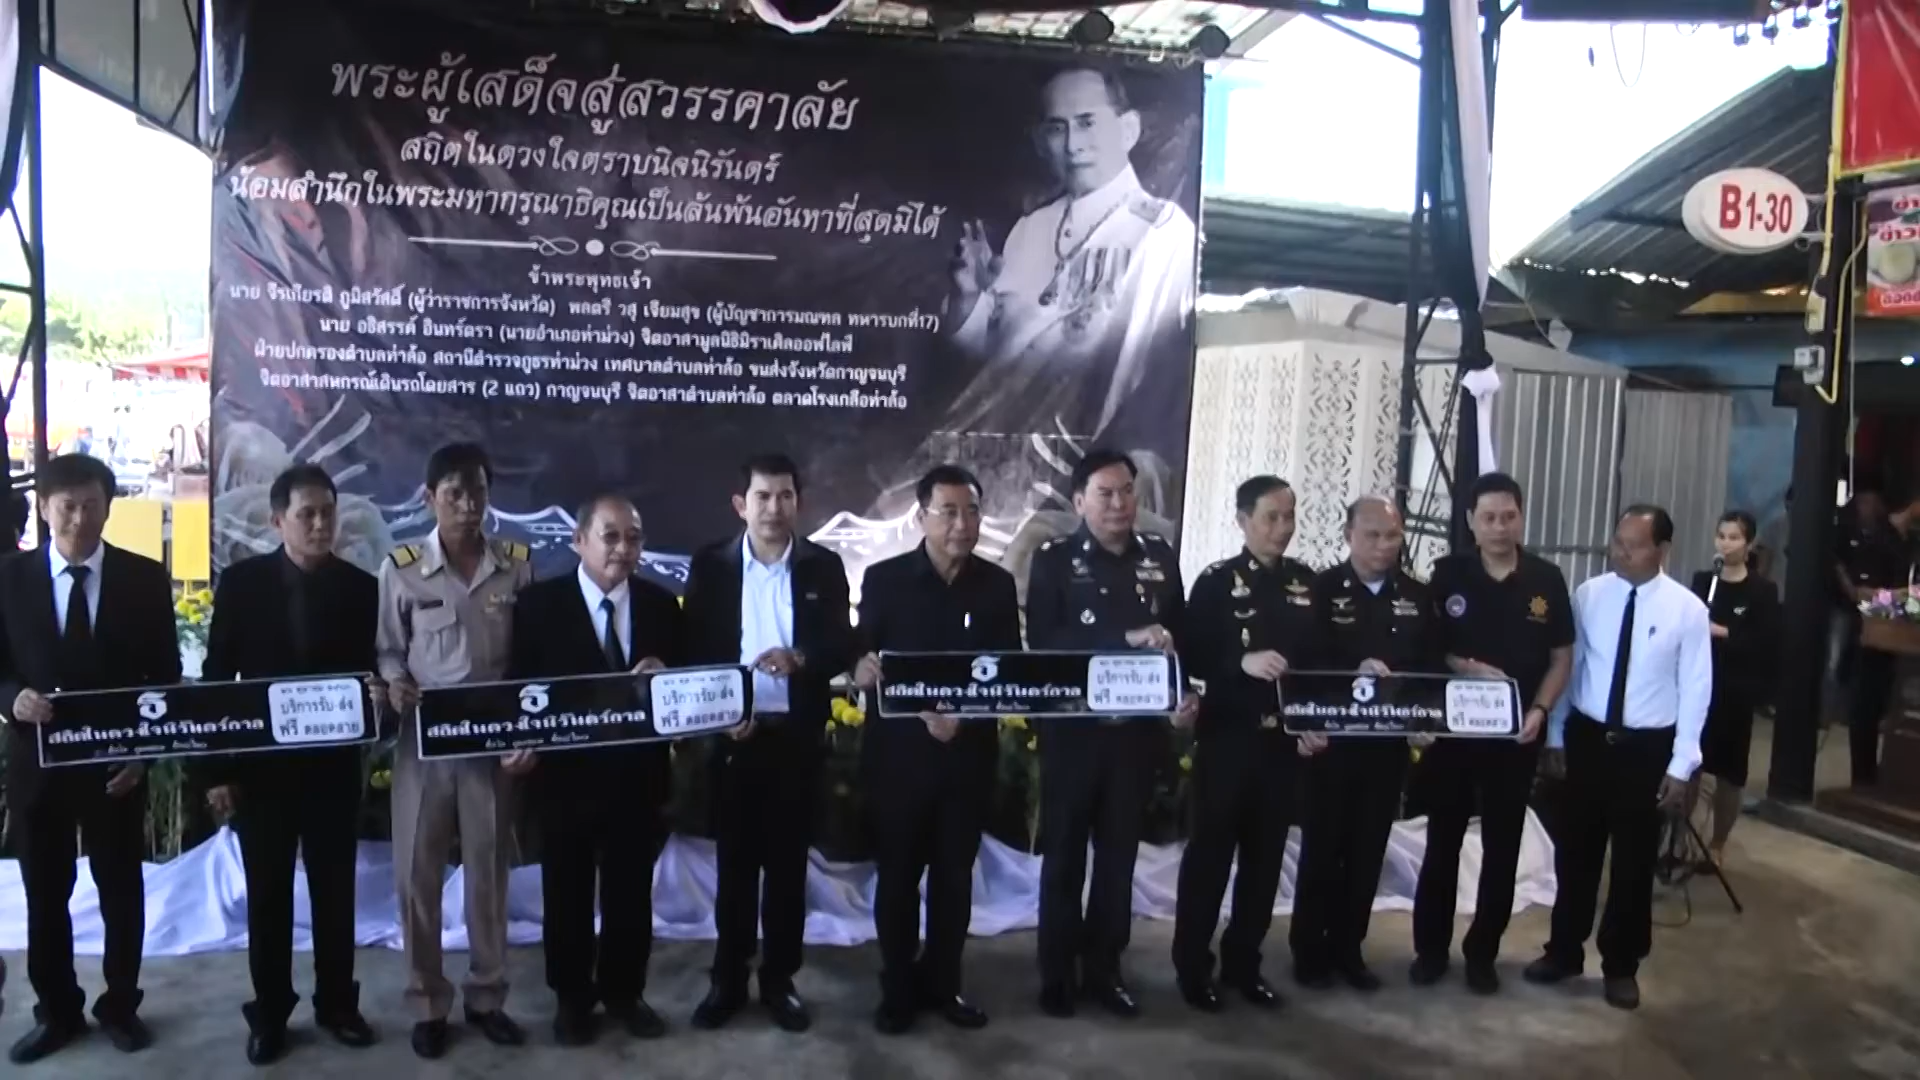 พระผู้เสด็จสู่สวรรคาลัย
สถิตในดวงใจตราบนิจนิรันดร์
น้อมสำนึกในพระมหากรุณาธิคุณเป็นล้นพ้นอันหาที่สุดมิได้
ข้าพระพุทธเจ้า
นาย จีรเกียรติ ภูมิสวัสดิ์ (ผู้ว่าราชการจังหวัด) พลตรี วสุ เจียมสุข (ผู้บัญชาการมณฑล ทหารบกที่17)
นาย อธิสรรค์ อินทร์ตรา (นายอำเภอท่าม่วง) จิตอาสามูลนิธิมิราเคิลออฟไลฟ์
ฝ่ายปกครองตำบลท่าล้อ สถานีตำรวจภูธรท่าม่วง เทศบาลตำบลท่าล้อ ขนส่งจังหวัดกาญจนบุรี
จิตอาสาสหกรณ์เดินรถโดยสาร (2 แถว) กาญจนบุรี จิตอาสาตำบลท่าล้อ ตลาดโรงเกลือท่าล้อ
B1-30
สถิตในดวงใจนิรันดร์กาล
บริการรับ-ส่ง
ฟรี ตลอดสาย
สถิตในดวงใจนิรันดร์กาล
บริการรับ-ส่ง
ฟรี ตลอดสาย
สถิตในดวงใจนิรันดร์กาล
บริการรับ-ส่ง
ฟรี ตลอดสาย
สถิตในดวงใจนิรันดร์กาล
บริการรับ-ส่ง
ฟรี ตลอดสาย